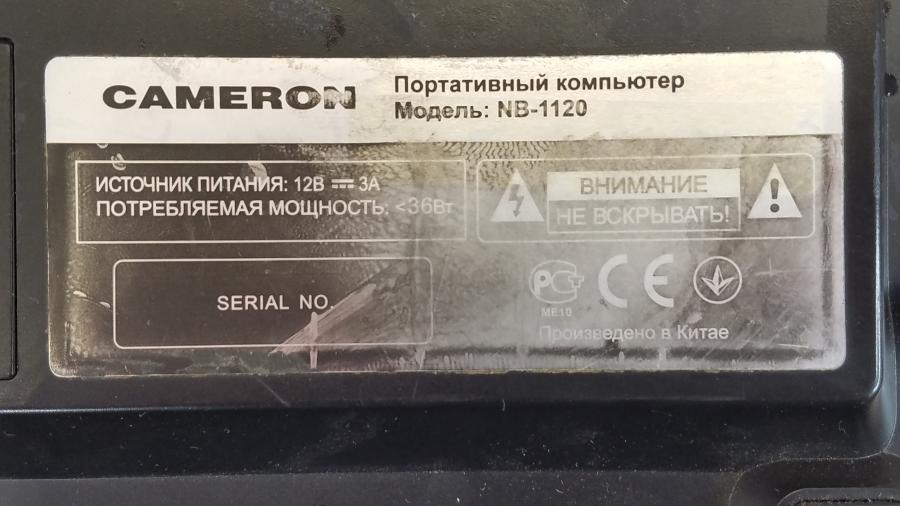 CAMERON
Портативный компьютер
Модель: NB-1120
ИСТОЧНИК ПИТАНИЯ: 12В ⎓ 3А
ПОТРЕБЛЯЕМАЯ МОЩНОСТЬ: <36Вт
ВНИМАНИЕ
НЕ ВСКРЫВАТЬ!
SERIAL NO.
РСТ CE
ME10
Произведено в Китае